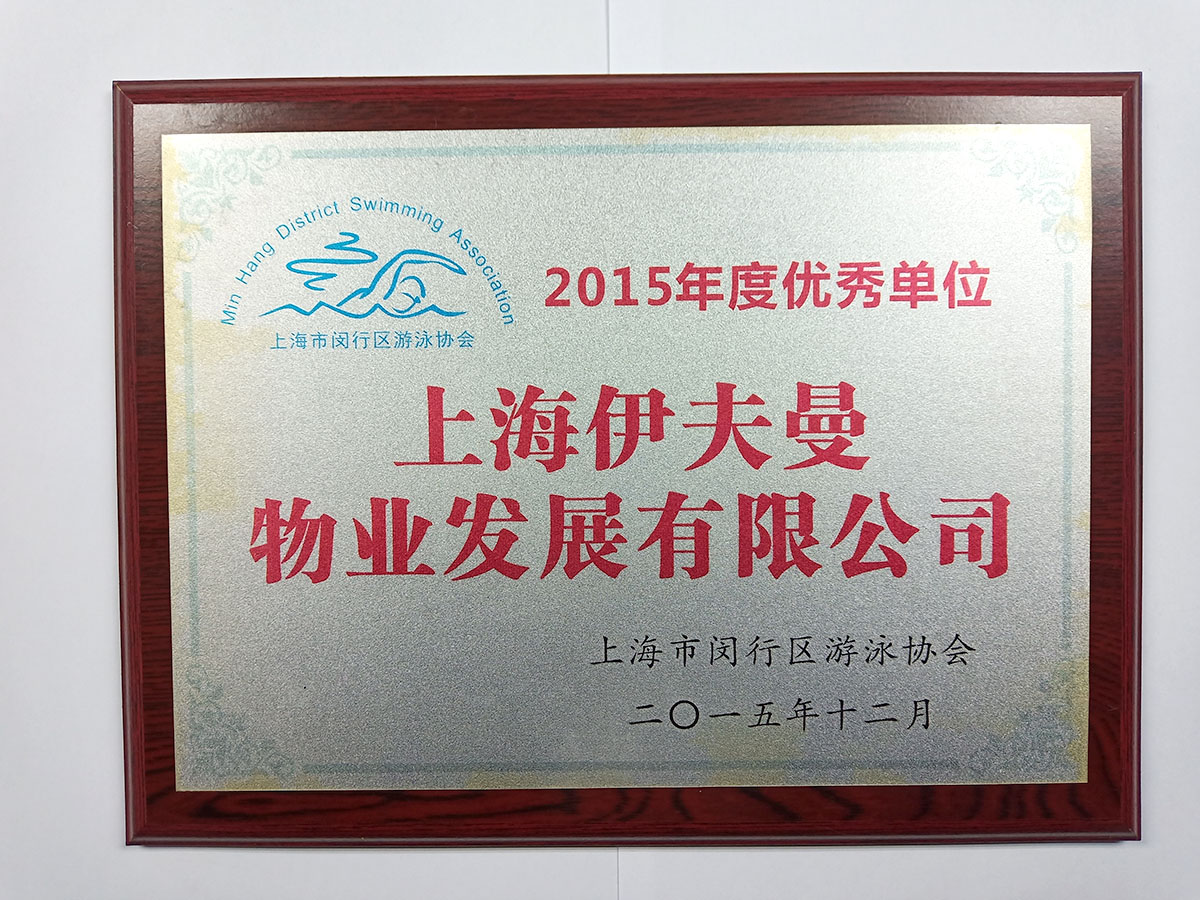 Min Hang District Swimming Association
上海市闵行区游泳协会
2015年度优秀单位
上海伊夫曼
物业发展有限公司
上海市闵行区游泳协会
二〇一五年十二月